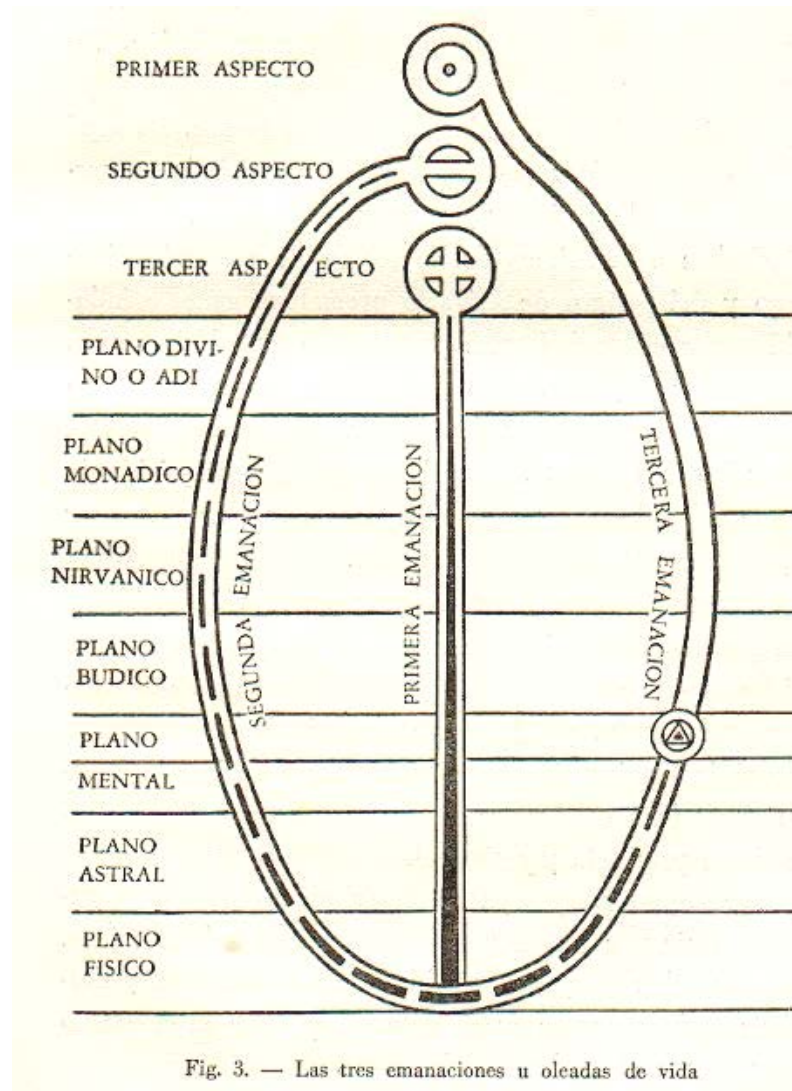 PRIMER ASPECTO
SEGUNDO ASPECTO
TERCER ASPECTO
PLANO DIVI-
NO O ADI
PLANO
MONADICO
PLANO
NIRVANICO
PLANO
BUDICO
PLANO
MENTAL
PLANO
ASTRAL
PLANO
FISICO
SEGUNDA EMANACION
PRIMERA EMANACION
TERCERA EMANACION
Fig. 3. — Las tres emanaciones u oleadas de vida